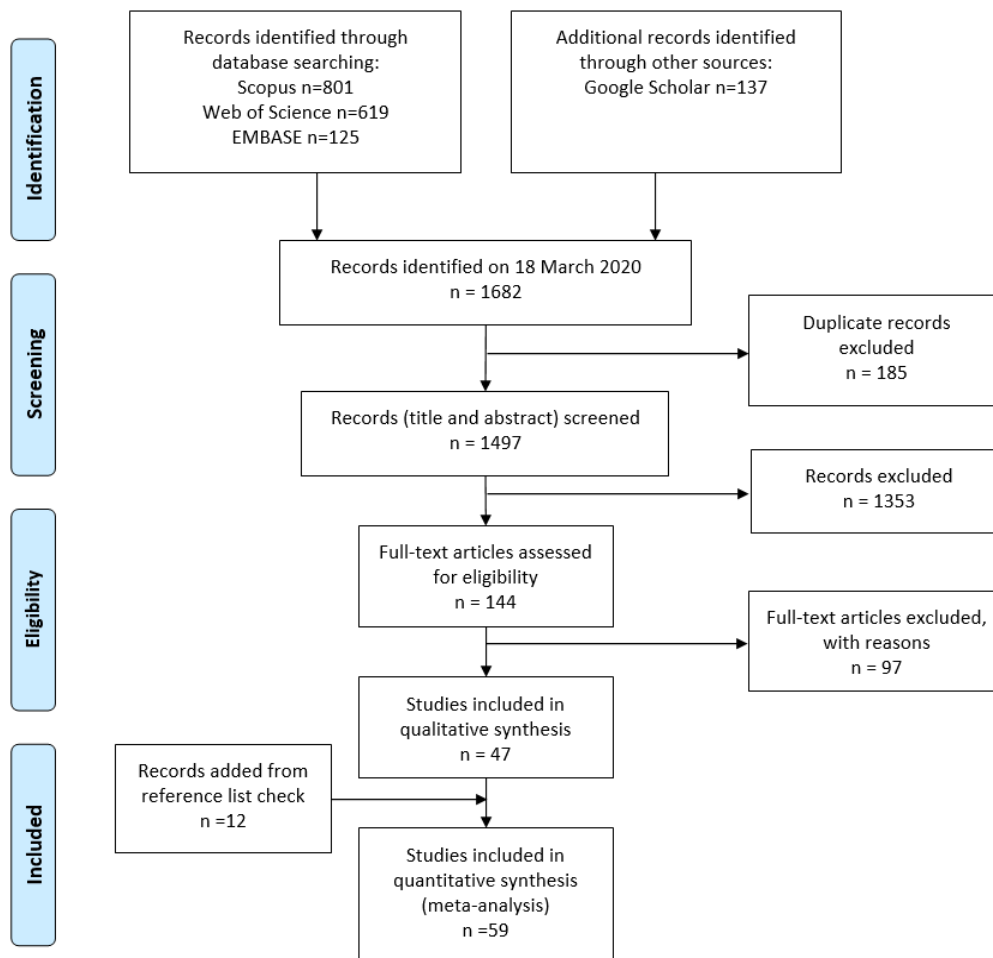 Identification
Records identified through
database searching:
Scopus n=801
Web of Science n=619
EMBASE n=125
Additional records identified
through other sources:
Google Scholar n=137
Records identified on 18 March 2020
n = 1682
Screening
Duplicate records
excluded
n = 185
Records (title and abstract) screened
n = 1497
Records excluded
n = 1353
Eligibility
Full-text articles assessed
for eligibility
n = 144
Full-text articles excluded,
with reasons
n = 97
Studies included in
qualitative synthesis
n = 47
Included
Records added from
reference list check
n =12
Studies included in
quantitative synthesis
(meta-analysis)
n =59